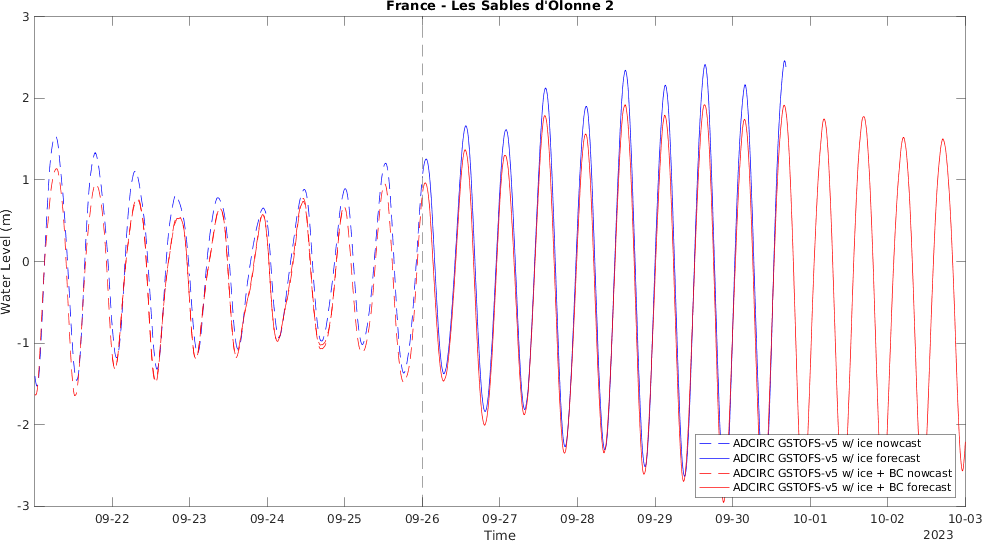 France - Les Sables d'Olonne 2
Water Level (m)
3
2
1
0
-1
-2
-3
ADCIRC GSTOFS-v5 w/ ice nowcast
ADCIRC GSTOFS-v5 w/ ice forecast
ADCIRC GSTOFS-v5 w/ ice + BC nowcast
ADCIRC GSTOFS-v5 w/ ice + BC forecast
09-22 09-23 09-24 09-25 09-26 09-27 09-28 09-29 09-30 10-01 10-02 10-03
Time
2023